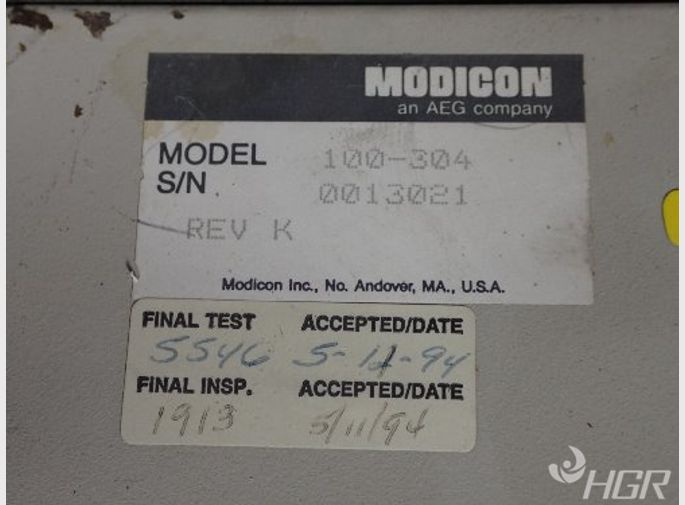 MODICON
an AEG company
MODEL 100-304
S/N 0013021
REV K
Modicon Inc., No. Andover, MA., U.S.A.
FINAL TEST ACCEPTED/DATE
5546 5-11-94
FINAL INSP. ACCEPTED/DATE
1913 5/11/94
HGR